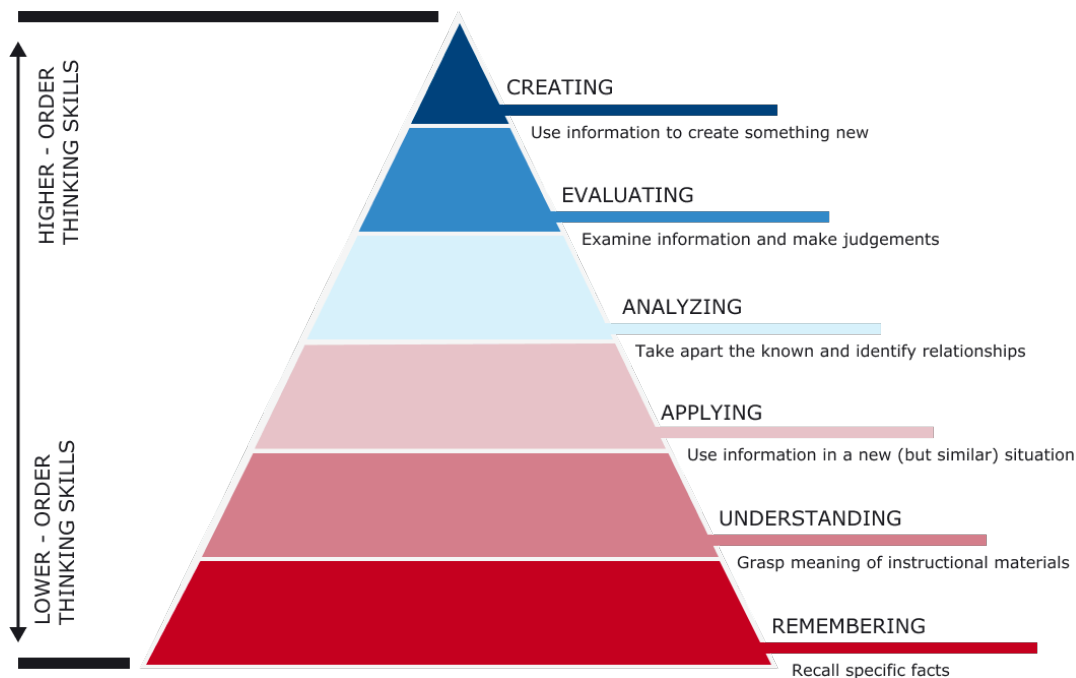 HIGHER - ORDER
THINKING SKILLS
CREATING
Use information to create something new
EVALUATING
Examine information and make judgements
ANALYZING
Take apart the known and identify relationships
APPLYING
Use information in a new (but similar) situation
LOWER - ORDER
THINKING SKILLS
UNDERSTANDING
Grasp meaning of instructional materials
REMEMBERING
Recall specific facts